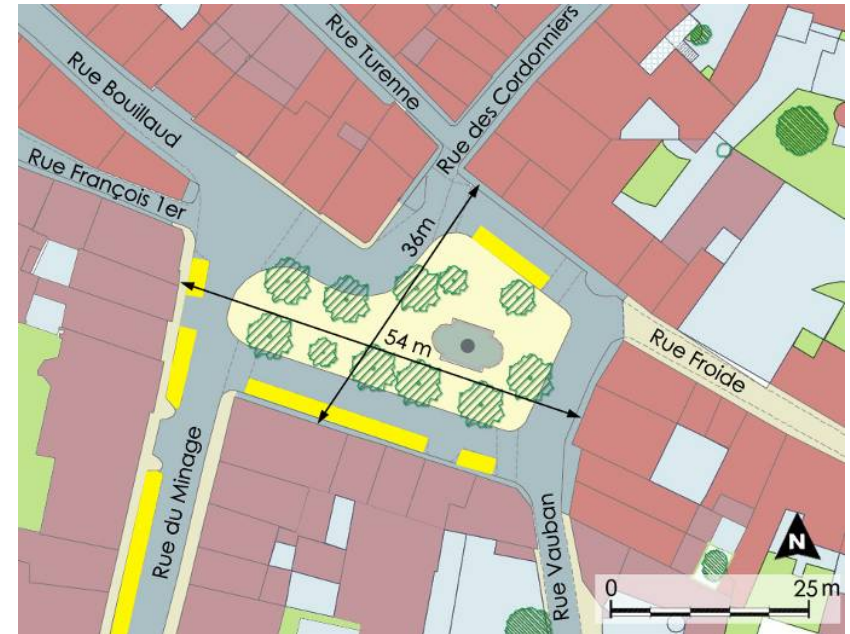 Rue Turenne
Rue des Cordonniers
Rue Bouillaud
Rue François 1er
36m
54 m
Rue Froide
Rue du Minage
Rue Vauban
N
0 25 m